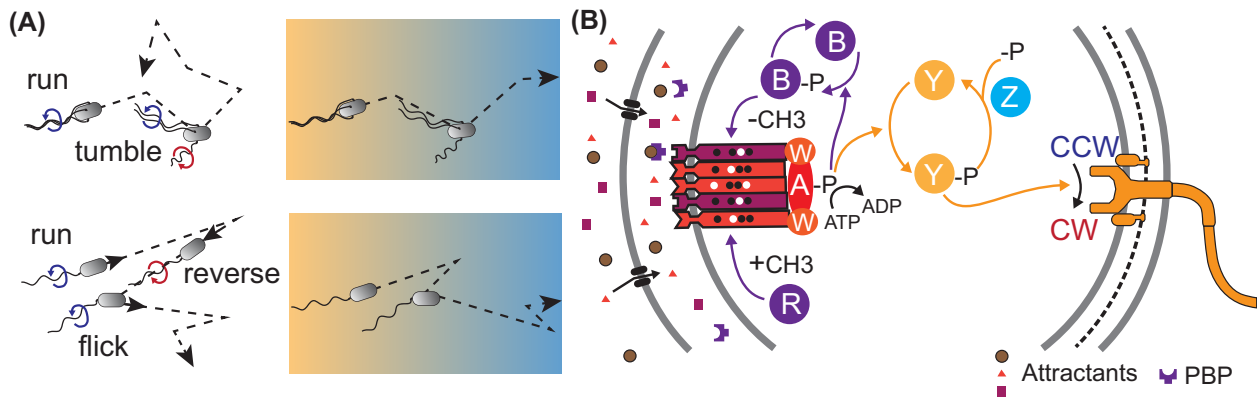 (A)
run
tumble
run
reverse
flick
(B)
B
B
-P
-CH3
W
A
-P
W
ATP
ADP
+CH3
R
Y
-P
Z
Y
-P
CCW
CW
Attractants
PBP